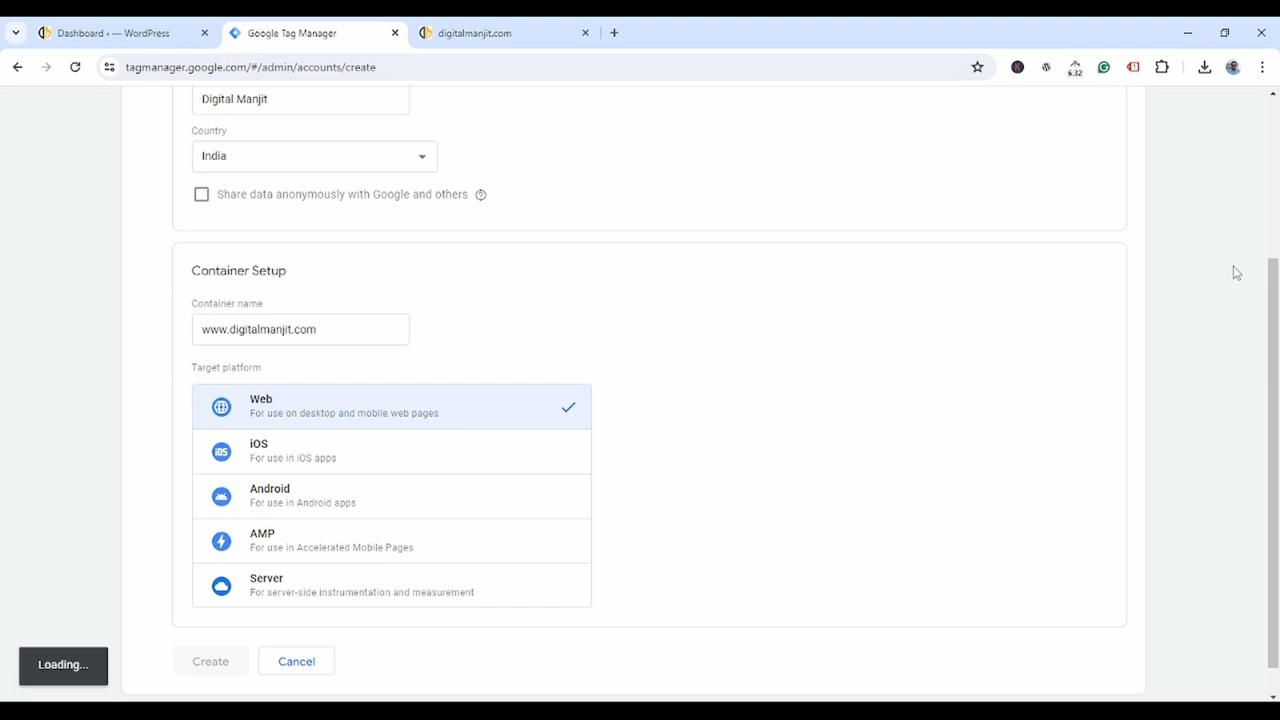 Dashboard ‹ — WordPress
Google Tag Manager
digitalmanjit.com
tagmanager.google.com/#/admin/accounts/create
6.32
Digital Manjit
Country
India
Share data anonymously with Google and others
Container Setup
Container name
www.digitalmanjit.com
Target platform
Web
For use on desktop and mobile web pages
iOS
iOS
For use in iOS apps
Android
For use in Android apps
AMP
For use in Accelerated Mobile Pages
Server
For server-side instrumentation and measurement
Loading...
Create
Cancel